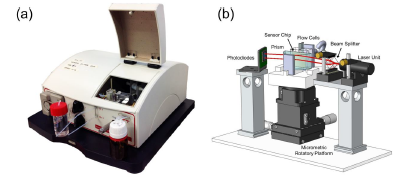 (a)
(b)
Sensor Chip
Flow Cells
Prism
Beam Splitter
Photodiodes
Laser Unit
Micrometric
Rotatory Platform